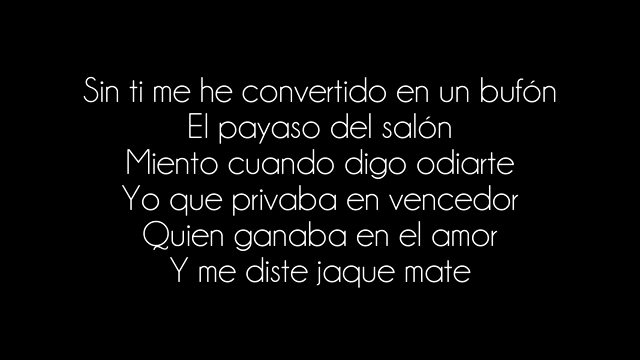 Sin ti me he convertido en un bufón
El payaso del salón
Miento cuando digo odiarte
Yo que privaba en vencedor
Quien ganaba en el amor
Y me diste jaque mate